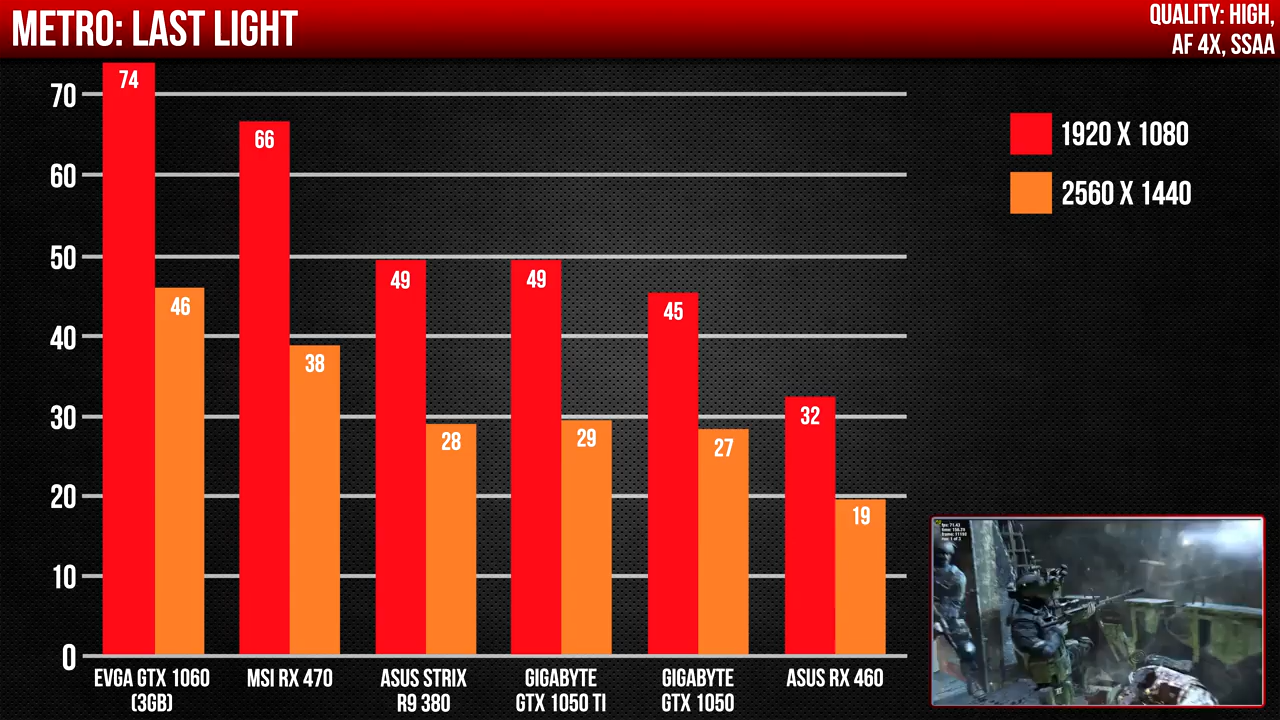 METRO: LAST LIGHT
QUALITY: HIGH,
AF 4X, SSAA
70
60
50
40
30
20
10
0
74
46
66
38
49
28
49
29
45
27
32
19
EVGA GTX 1060
(3GB)
MSI RX 470
ASUS STRIX
R9 380
GIGABYTE
GTX 1050 TI
GIGABYTE
GTX 1050
ASUS RX 460
1920 X 1080
2560 X 1440